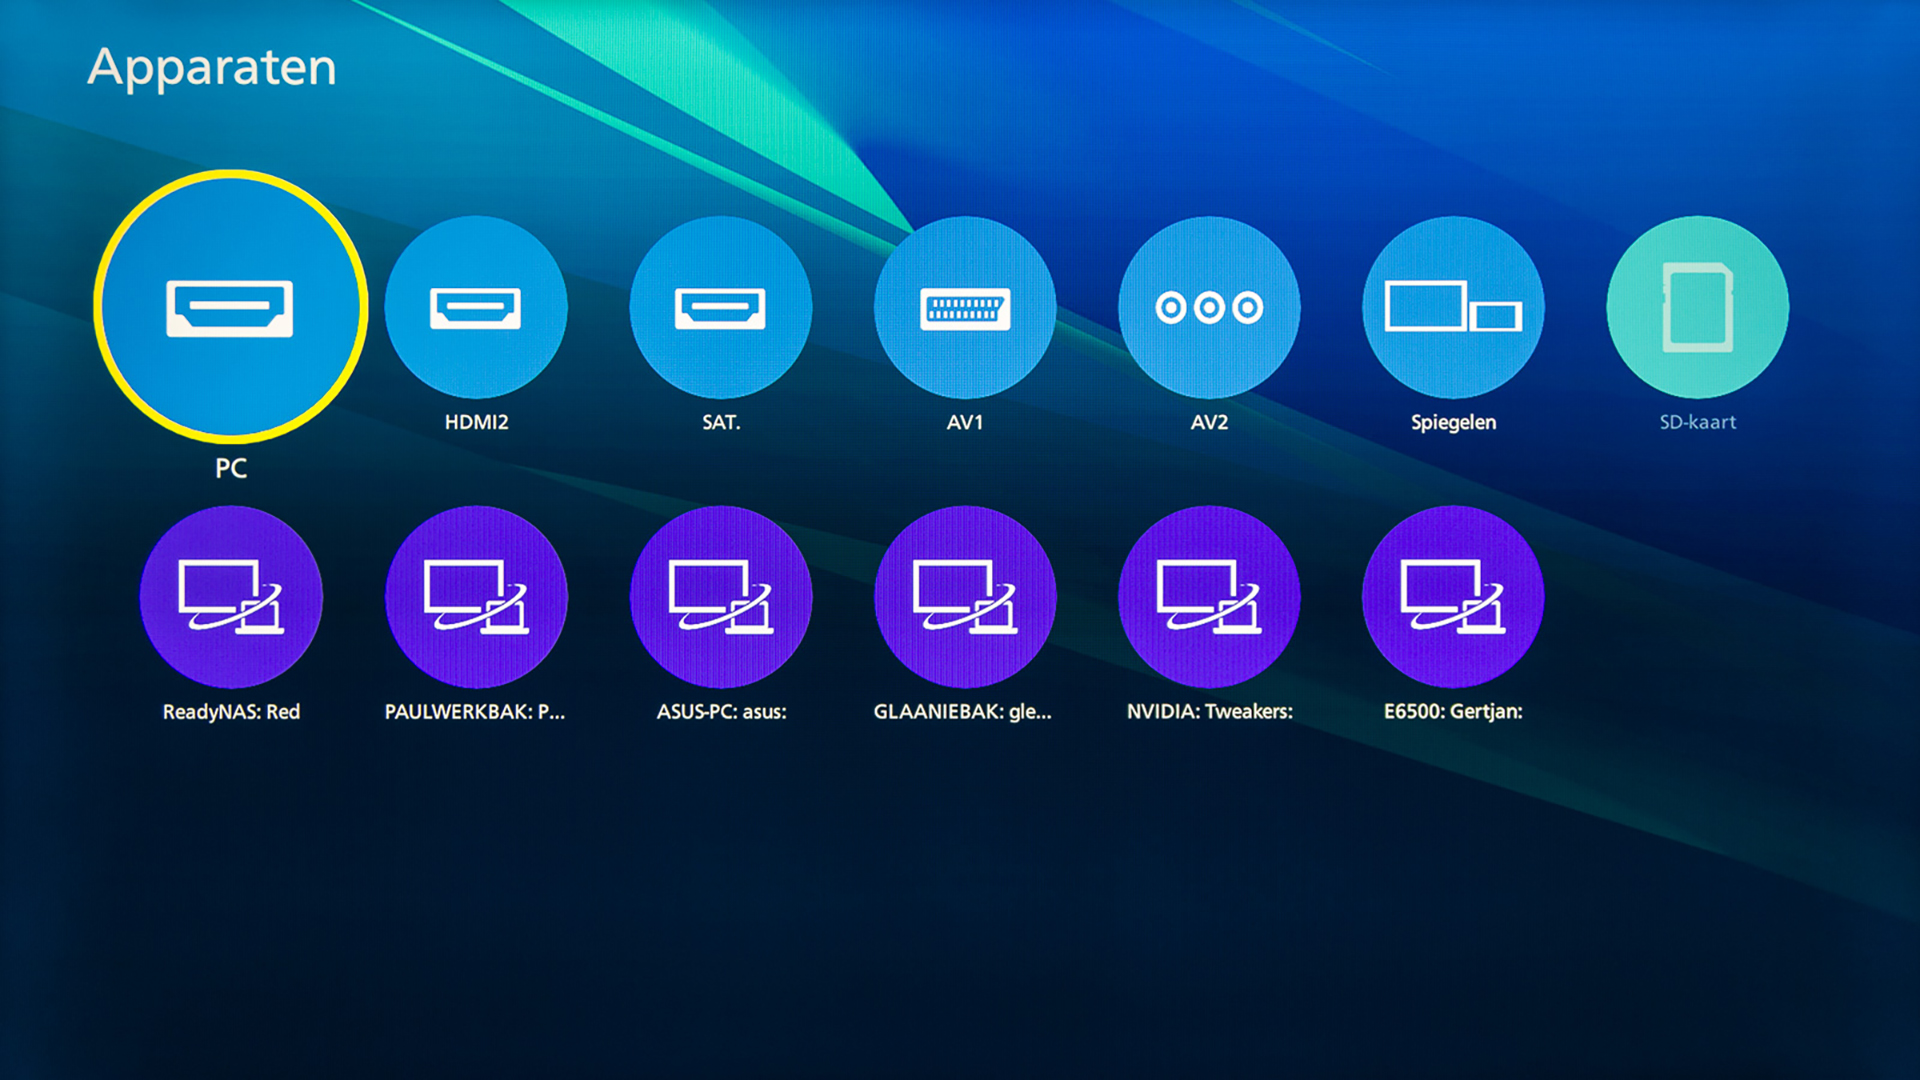 Apparaten
PC
HDMI2
SAT.
AV1
AV2
Spiegelen
SD-kaart
ReadyNAS: Red
PAULWERKBAK: P...
ASUS-PC: asus:
GLAANIEBAK: gle...
NVIDIA: Tweakers:
E6500: Gertjan: